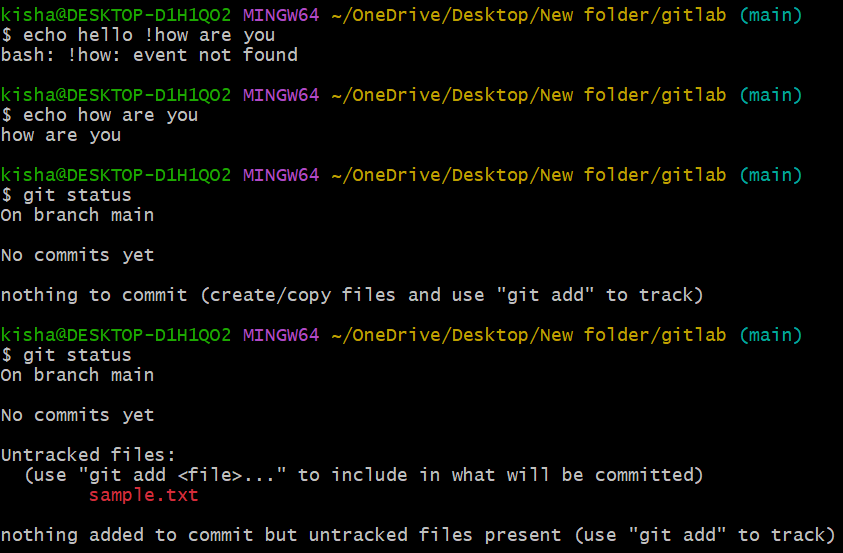 kisha@DESKTOP-D1H1QO2 MINGW64 ~/OneDrive/Desktop/New folder/gitlab (main)
$ echo hello !how are you
bash: !how: event not found
kisha@DESKTOP-D1H1QO2 MINGW64 ~/OneDrive/Desktop/New folder/gitlab (main)
$ echo how are you
how are you
kisha@DESKTOP-D1H1QO2 MINGW64 ~/OneDrive/Desktop/New folder/gitlab (main)
$ git status
On branch main
No commits yet
nothing to commit (create/copy files and use "git add" to track)
kisha@DESKTOP-D1H1QO2 MINGW64 ~/OneDrive/Desktop/New folder/gitlab (main)
$ git status
On branch main
No commits yet
Untracked files:
  (use "git add <file>..." to include in what will be committed)
        sample.txt
nothing added to commit but untracked files present (use "git add" to track)